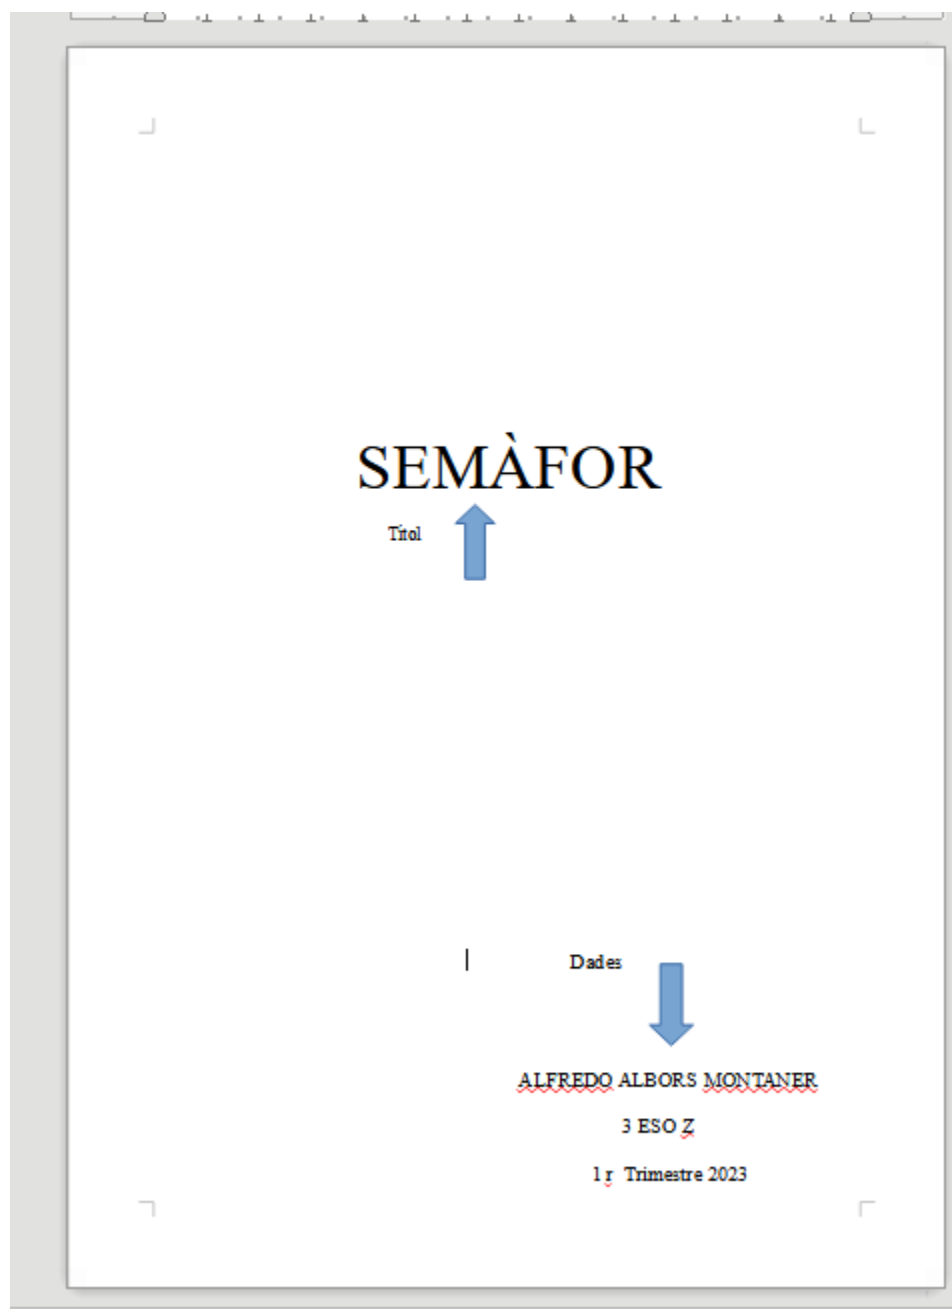 SEMÀFOR
Títol
Dades
ALFREDO ALBORS MONTANER
3 ESO Z
1 r Trimestre 2023